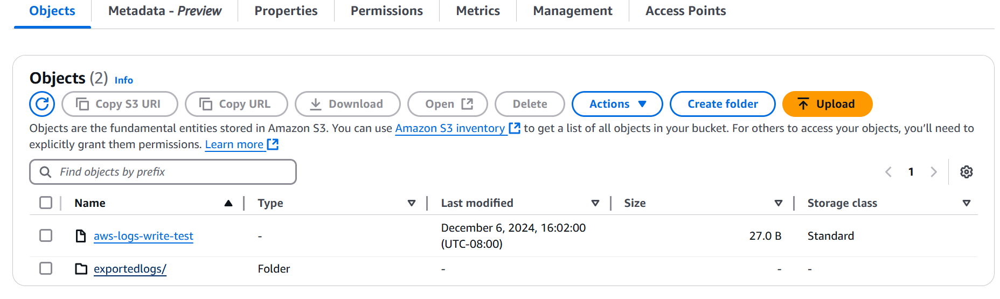 Objects Metadata - Preview Properties Permissions Metrics Management Access Points
Objects (2) Info
Copy S3 URI Copy URL Download Open Delete Actions Create folder Upload
Objects are the fundamental entities stored in Amazon S3. You can use Amazon S3 inventory to get a list of all objects in your bucket. For others to access your objects, you’ll need to
explicitly grant them permissions. Learn more
Find objects by prefix 1
Name Type Last modified Size Storage class
aws-logs-write-test - December 6, 2024, 16:02:00 27.0 B Standard
(UTC-08:00)
exportedlogs/ Folder - - -